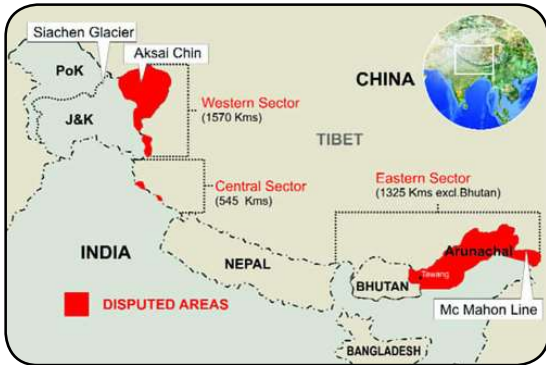 Siachen Glacier
Aksai Chin
PoK
CHINA
Western Sector
(1570 Kms)
J&K
TIBET
Central Sector
(545 Kms)
Eastern Sector
(1325 Kms excl.Bhutan)
INDIA
NEPAL
Arunachal
Tawang
BHUTAN
DISPUTED AREAS
Mc Mahon Line
BANGLADESH